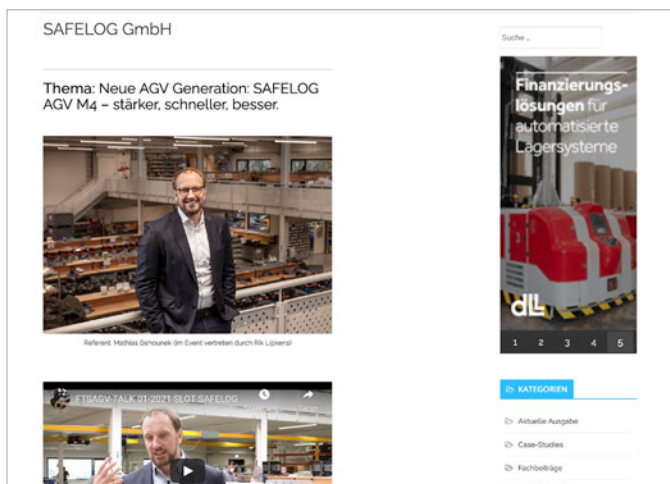 SAFELOG GmbH
Thema: Neue AGV Generation: SAFELOG
AGV M4 – stärker, schneller, besser.
Referent: Mathias Behounek (Im Event vertreten durch Rik Lipkens)
FTSAGV-TALK 01-2021 SLOT SAFELOG
Suche …
Finanzierungs-
lösungen für
automatisierte
Lagersysteme
dLL
1 2 3 4 5
KATEGORIEN
Aktuelle Ausgabe
Case-Studies
Fachbeiträge